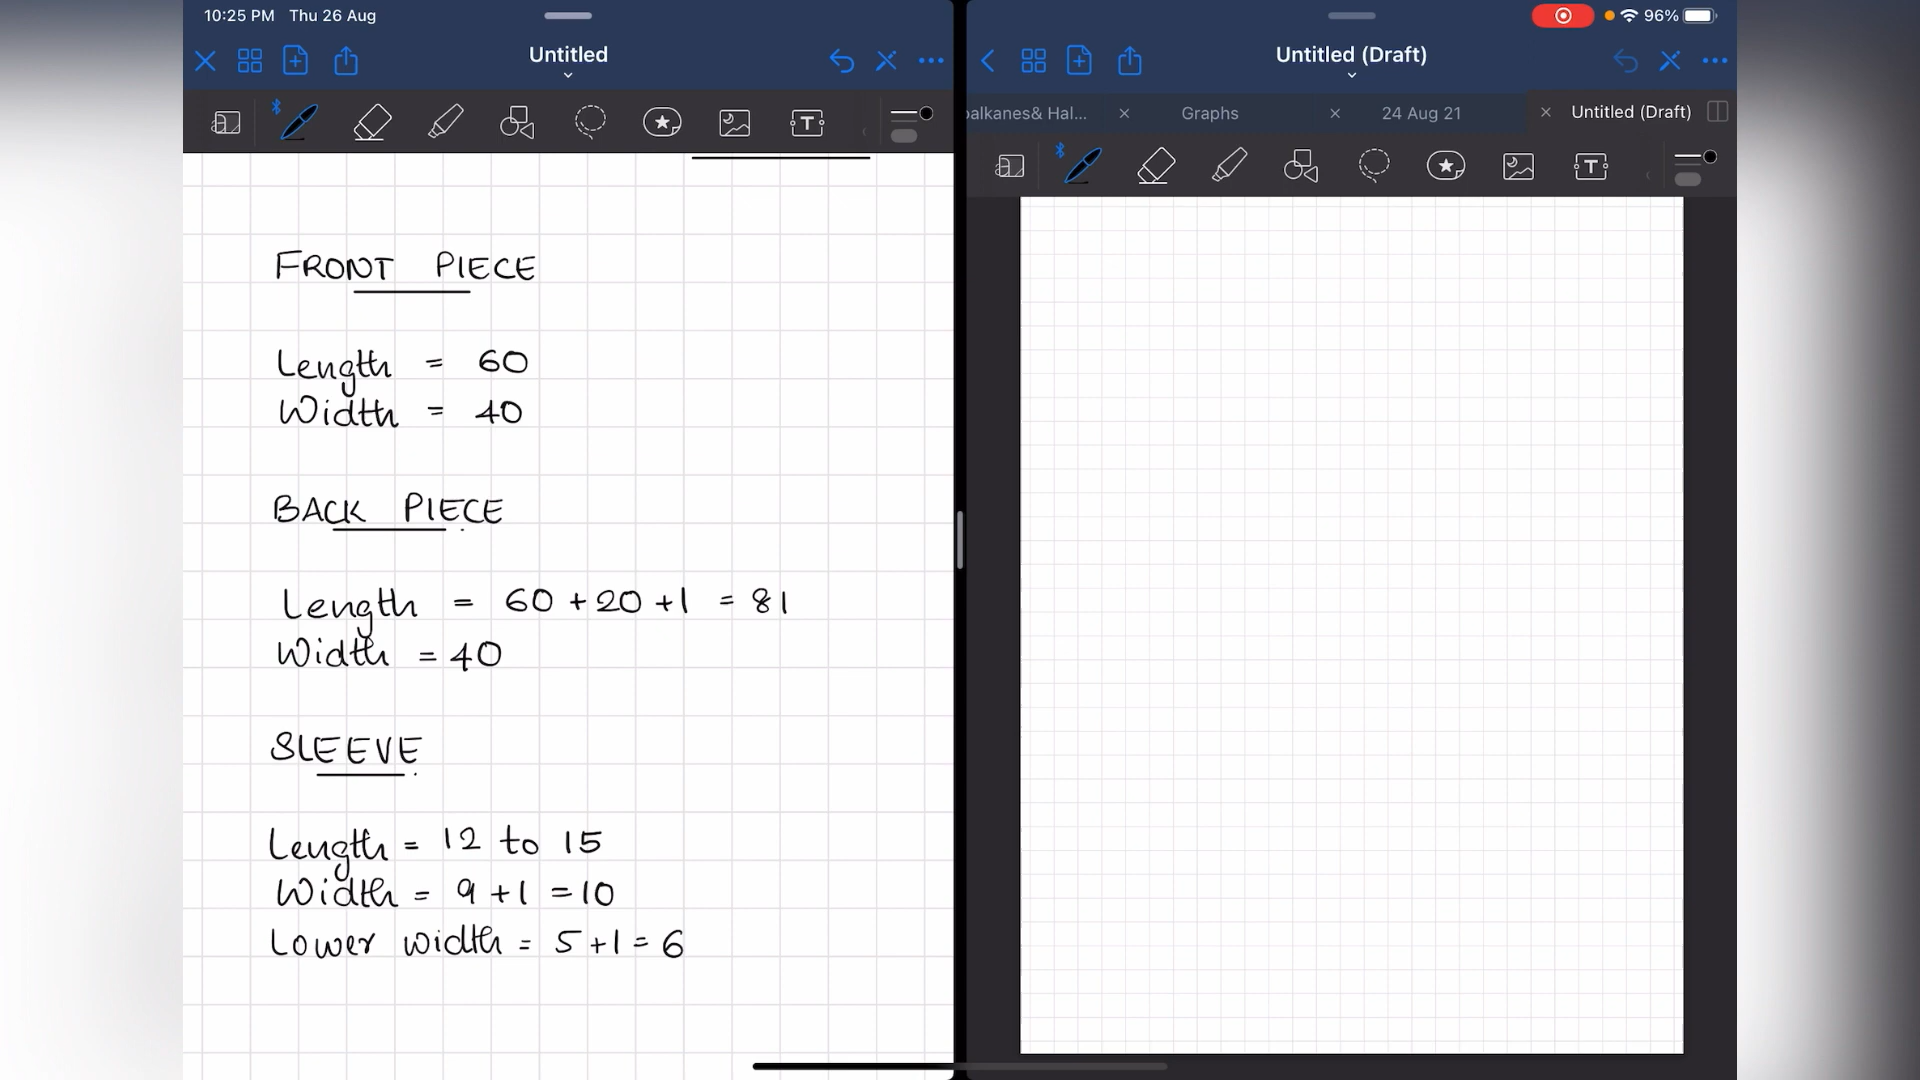 10:25 PM Thu 26 Aug
96%
Untitled
Untitled (Draft)
palkanes& Hal...
Graphs
24 Aug 21
Untitled (Draft)
FRONT PIECE
Length = 60
Width = 40
BACK PIECE
Length = 60 + 20 + 1 = 81
Width = 40
SLEEVE
Length = 12 to 15
Width = 9 + 1 = 10
Lower width = 5 + 1 = 6